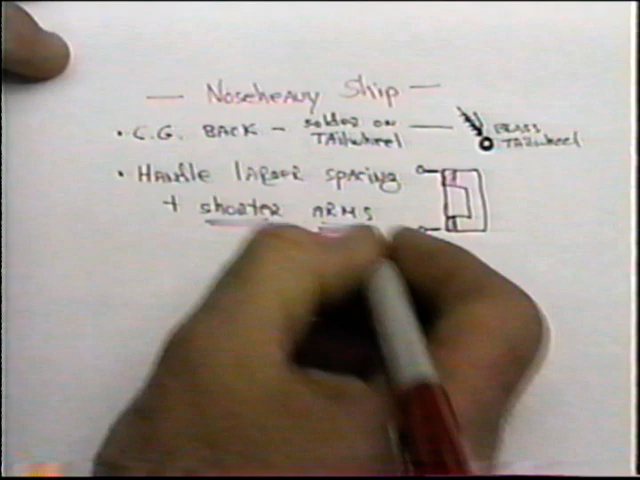 — Noseheavy Ship —
• C.G. BACK — solder on TAilwheel — BRASS TAilwheel
• HANdle larger spacing
+ shorter ARMS